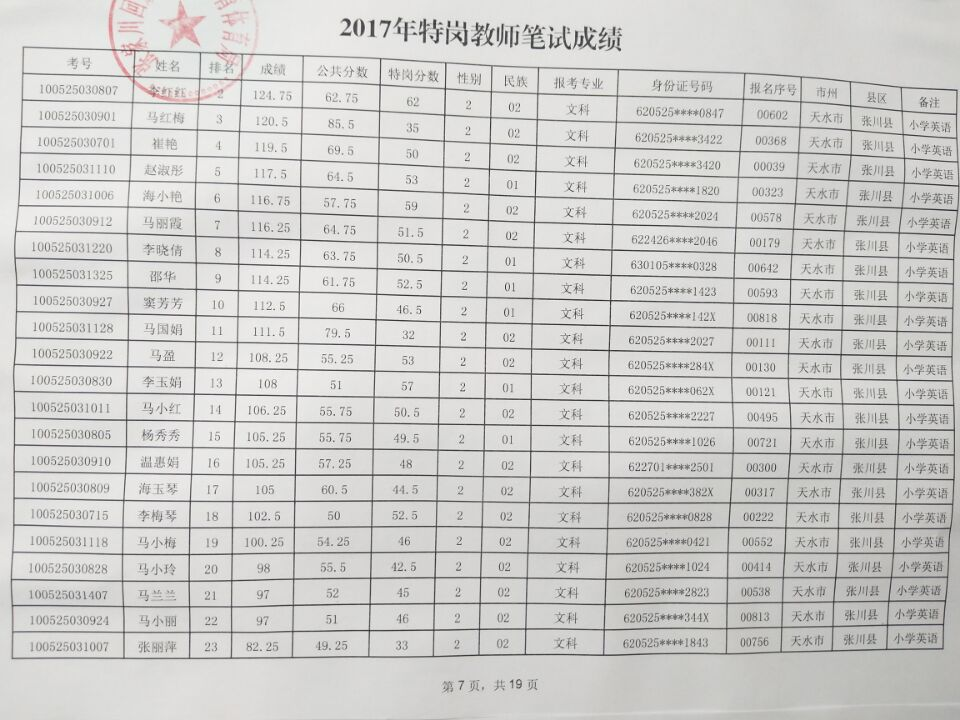 张家川回 体育局
2017年特岗教师笔试成绩
考号 姓名 排名 成绩 公共分数 特岗分数 性别 民族 报考专业 身份证号码 报名序号 市州 县区 备注
100525030807 李 红 2 124.75 62.75 62 2 02 文科 620525****0847 00602 天水市 张川县 小学英语
100525030901 马红梅 3 120.5 85.5 35 2 02 文科 620525****3422 00368 天水市 张川县 小学英语
100525030701 崔艳 4 119.5 69.5 50 2 02 文科 620525****3420 00039 天水市 张川县 小学英语
100525031110 赵淑彤 5 117.5 64.5 53 2 01 文科 620525****1820 00323 天水市 张川县 小学英语
100525031006 海小艳 6 116.75 57.75 59 2 02 文科 620525****2024 00578 天水市 张川县 小学英语
100525030912 马丽霞 7 116.25 64.75 51.5 2 02 文科 622426****2046 00179 天水市 张川县 小学英语
100525031220 李晓倩 8 114.25 63.75 50.5 2 01 文科 630105****0328 00642 天水市 张川县 小学英语
100525031325 邵华 9 114.25 61.75 52.5 2 01 文科 620525****1423 00593 天水市 张川县 小学英语
100525030927 窦芳芳 10 112.5 66 46.5 2 01 文科 620525****142X 00818 天水市 张川县 小学英语
100525031128 马国娟 11 111.5 79.5 32 2 02 文科 620525****2027 00111 天水市 张川县 小学英语
100525030922 马盈 12 108.25 55.25 53 2 02 文科 620525****284X 00130 天水市 张川县 小学英语
100525030830 李玉娟 13 108 51 57 2 01 文科 620525****062X 00121 天水市 张川县 小学英语
100525031011 马小红 14 106.25 55.75 50.5 2 02 文科 620525****2227 00495 天水市 张川县 小学英语
100525030805 杨秀秀 15 105.25 55.75 49.5 2 01 文科 620525****1026 00721 天水市 张川县 小学英语
100525030910 温惠娟 16 105.25 57.25 48 2 02 文科 622701****2501 00300 天水市 张川县 小学英语
100525030809 海玉琴 17 105 60.5 44.5 2 02 文科 620525****382X 00317 天水市 张川县 小学英语
100525030715 李梅琴 18 102.5 50 52.5 2 02 文科 620525****0828 00222 天水市 张川县 小学英语
100525031118 马小梅 19 100.25 54.25 46 2 02 文科 620525****0421 00552 天水市 张川县 小学英语
100525030828 马小玲 20 98 55.5 42.5 2 02 文科 620525****1024 00414 天水市 张川县 小学英语
100525031407 马兰兰 21 97 52 45 2 02 文科 620525****2823 00538 天水市 张川县 小学英语
100525030924 马小丽 22 97 51 46 2 02 文科 620525****344X 00813 天水市 张川县 小学英语
100525031007 张丽萍 23 82.25 49.25 33 2 02 文科 620525****1843 00756 天水市 张川县 小学英语
第 7 页，共 19 页